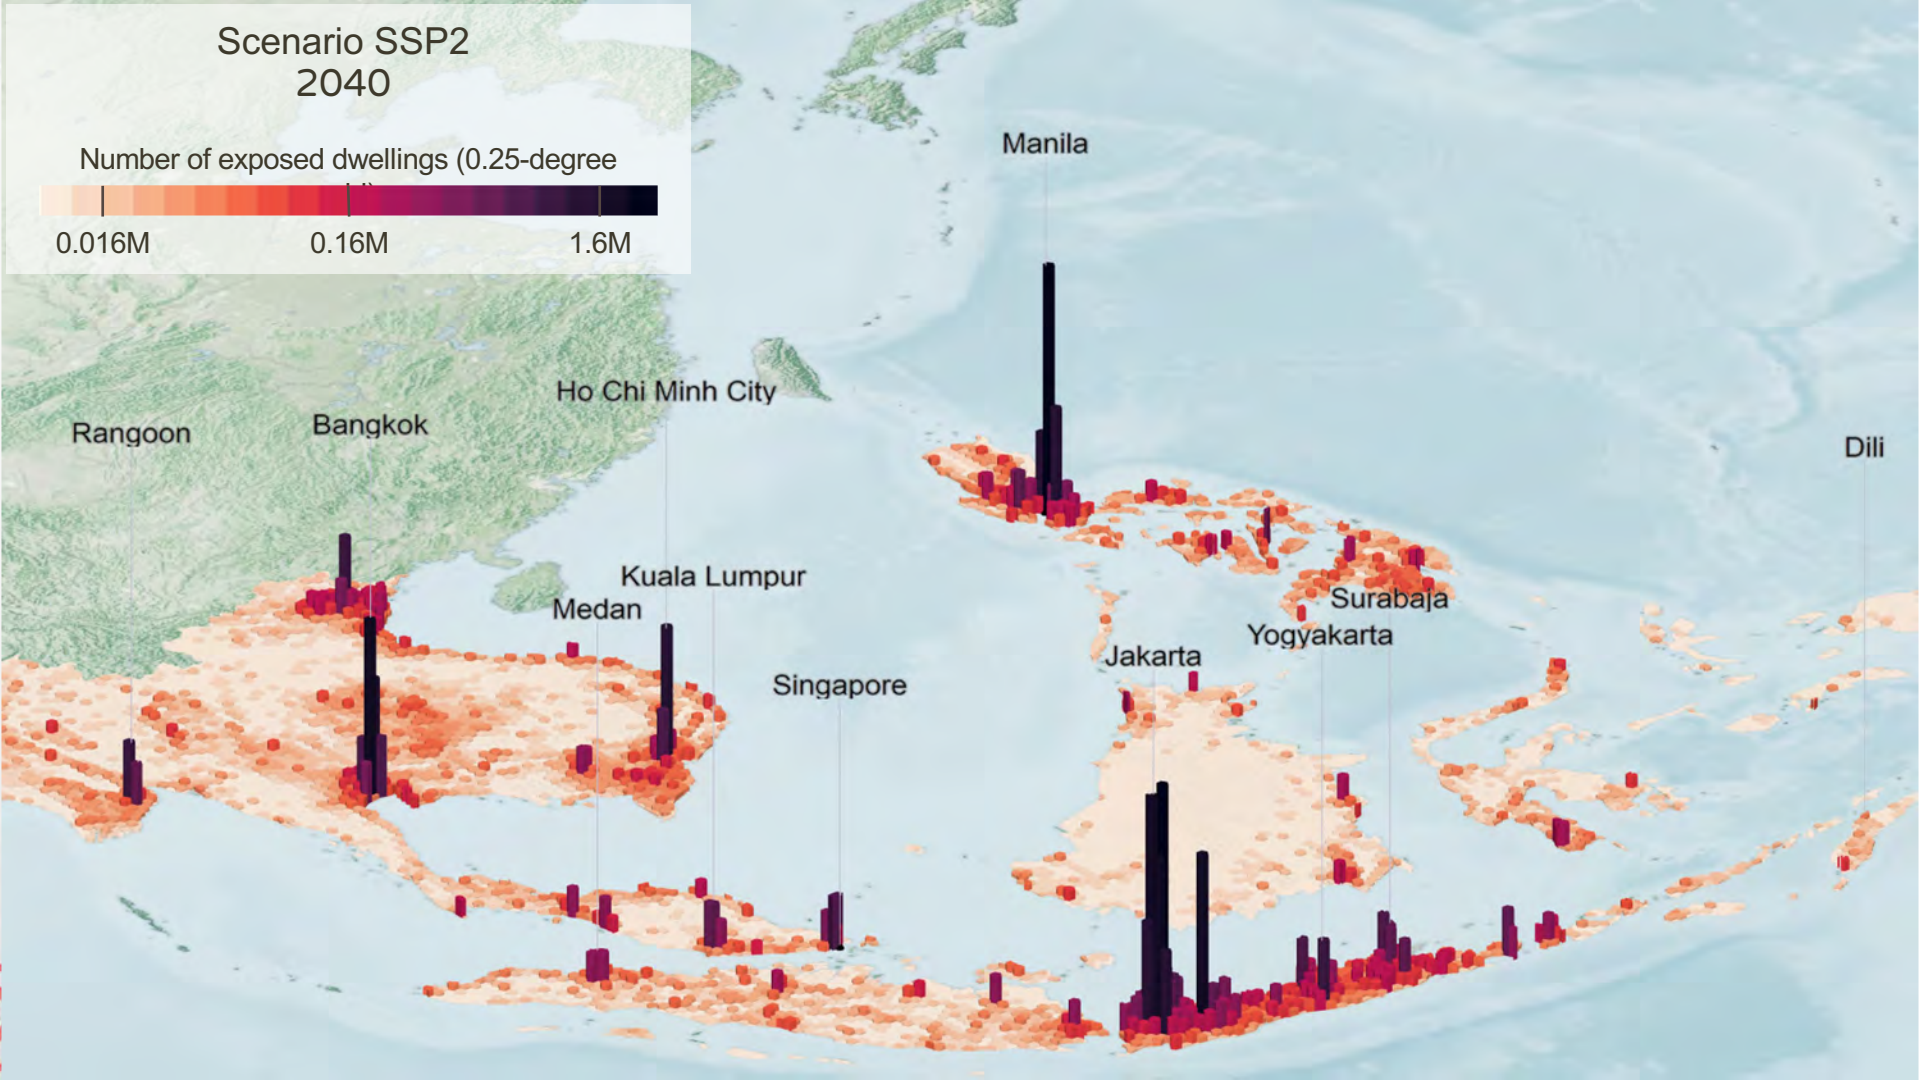 Scenario SSP2
2040
Number of exposed dwellings (0.25-degree
0.016M
0.16M
1.6M
Manila
Ho Chi Minh City
Bangkok
Rangoon
Dili
Kuala Lumpur
Medan
Surabaja
Yogyakarta
Jakarta
Singapore